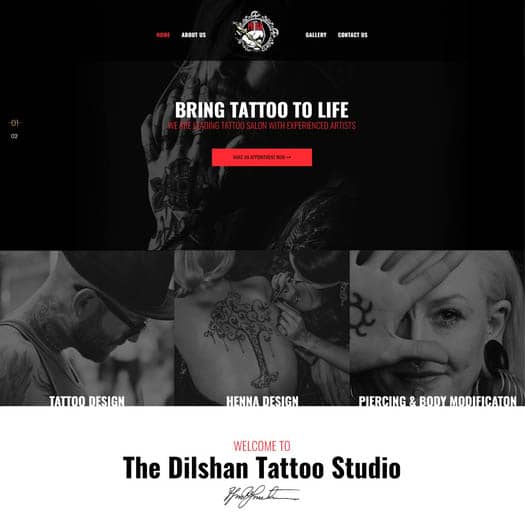 HOME
ABOUT US
GALLERY
CONTACT US
01
02
BRING TATTOO TO LIFE
WE ARE LEADING TATTOO SALON WITH EXPERIENCED ARTISTS
MAKE AN APPOINTMENT NOW
TATTOO DESIGN
HENNA DESIGN
PIERCING & BODY MODIFICATON
WELCOME TO
The Dilshan Tattoo Studio